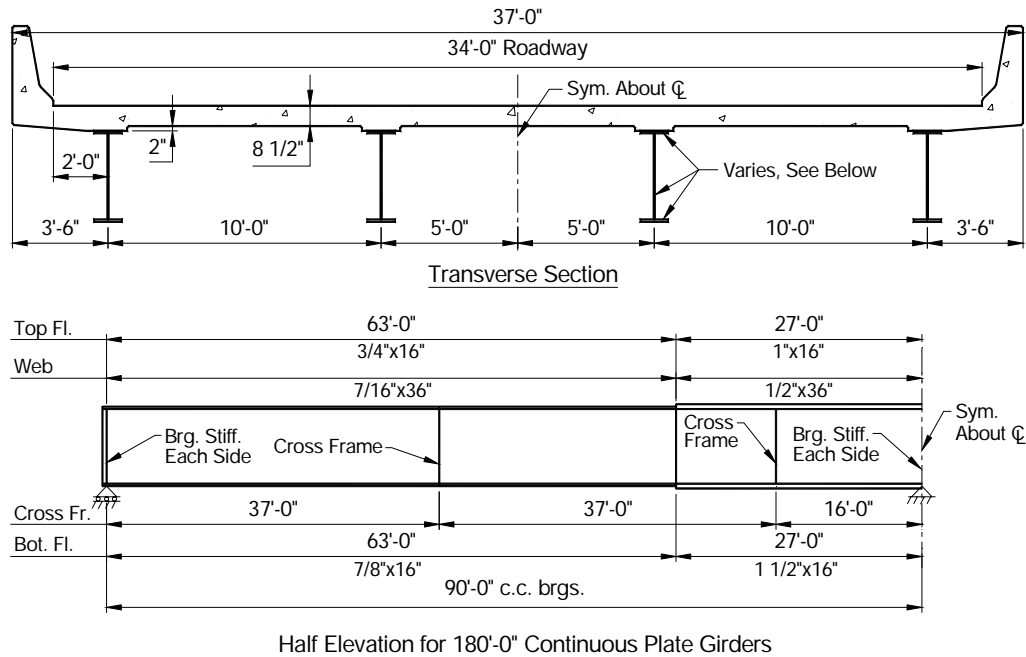 37'-0"
34'-0" Roadway
Sym. About ℄
2"
8 1/2"
2'-0"
Varies, See Below
3'-6"
10'-0"
5'-0"
5'-0"
10'-0"
3'-6"
Transverse Section
Top Fl.
63'-0"
27'-0"
3/4"x16"
1"x16"
Web
7/16"x36"
1/2"x36"
Brg. Stiff.
Each Side
Cross Frame
Cross
Frame
Brg. Stiff.
Each Side
Sym.
About ℄
Cross Fr.
37'-0"
37'-0"
16'-0"
Bot. Fl.
63'-0"
27'-0"
7/8"x16"
1 1/2"x16"
90'-0" c.c. brgs.
Half Elevation for 180'-0" Continuous Plate Girders